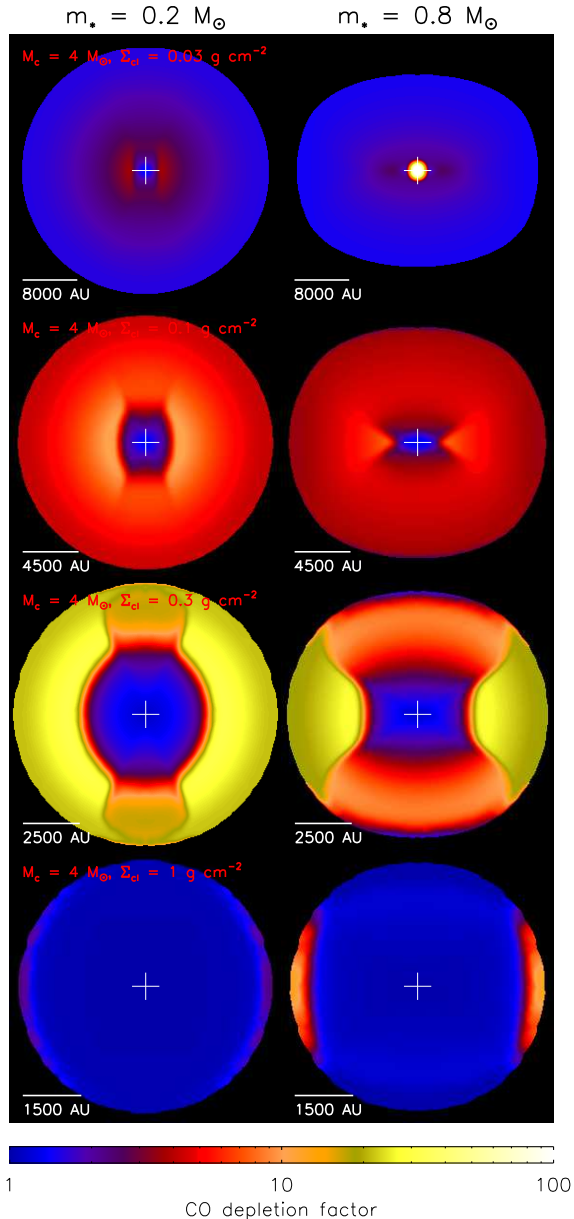 m* = 0.2 M⊙
m* = 0.8 M⊙
Mc = 4 M⊙, Σcl = 0.03 g cm⁻²
8000 AU
8000 AU
Mc = 4 M⊙, Σcl = 0.1 g cm⁻²
4500 AU
4500 AU
Mc = 4 M⊙, Σcl = 0.3 g cm⁻²
2500 AU
2500 AU
Mc = 4 M⊙, Σcl = 1 g cm⁻²
1500 AU
1500 AU
1
10
100
CO depletion factor